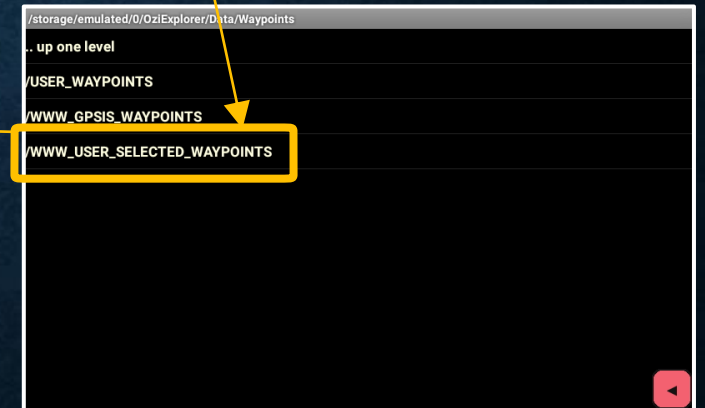 /storage/emulated/0/OziExplorer/Data/Waypoints
.. up one level
/USER_WAYPOINTS
/WWW_GPSIS_WAYPOINTS
/WWW_USER_SELECTED_WAYPOINTS